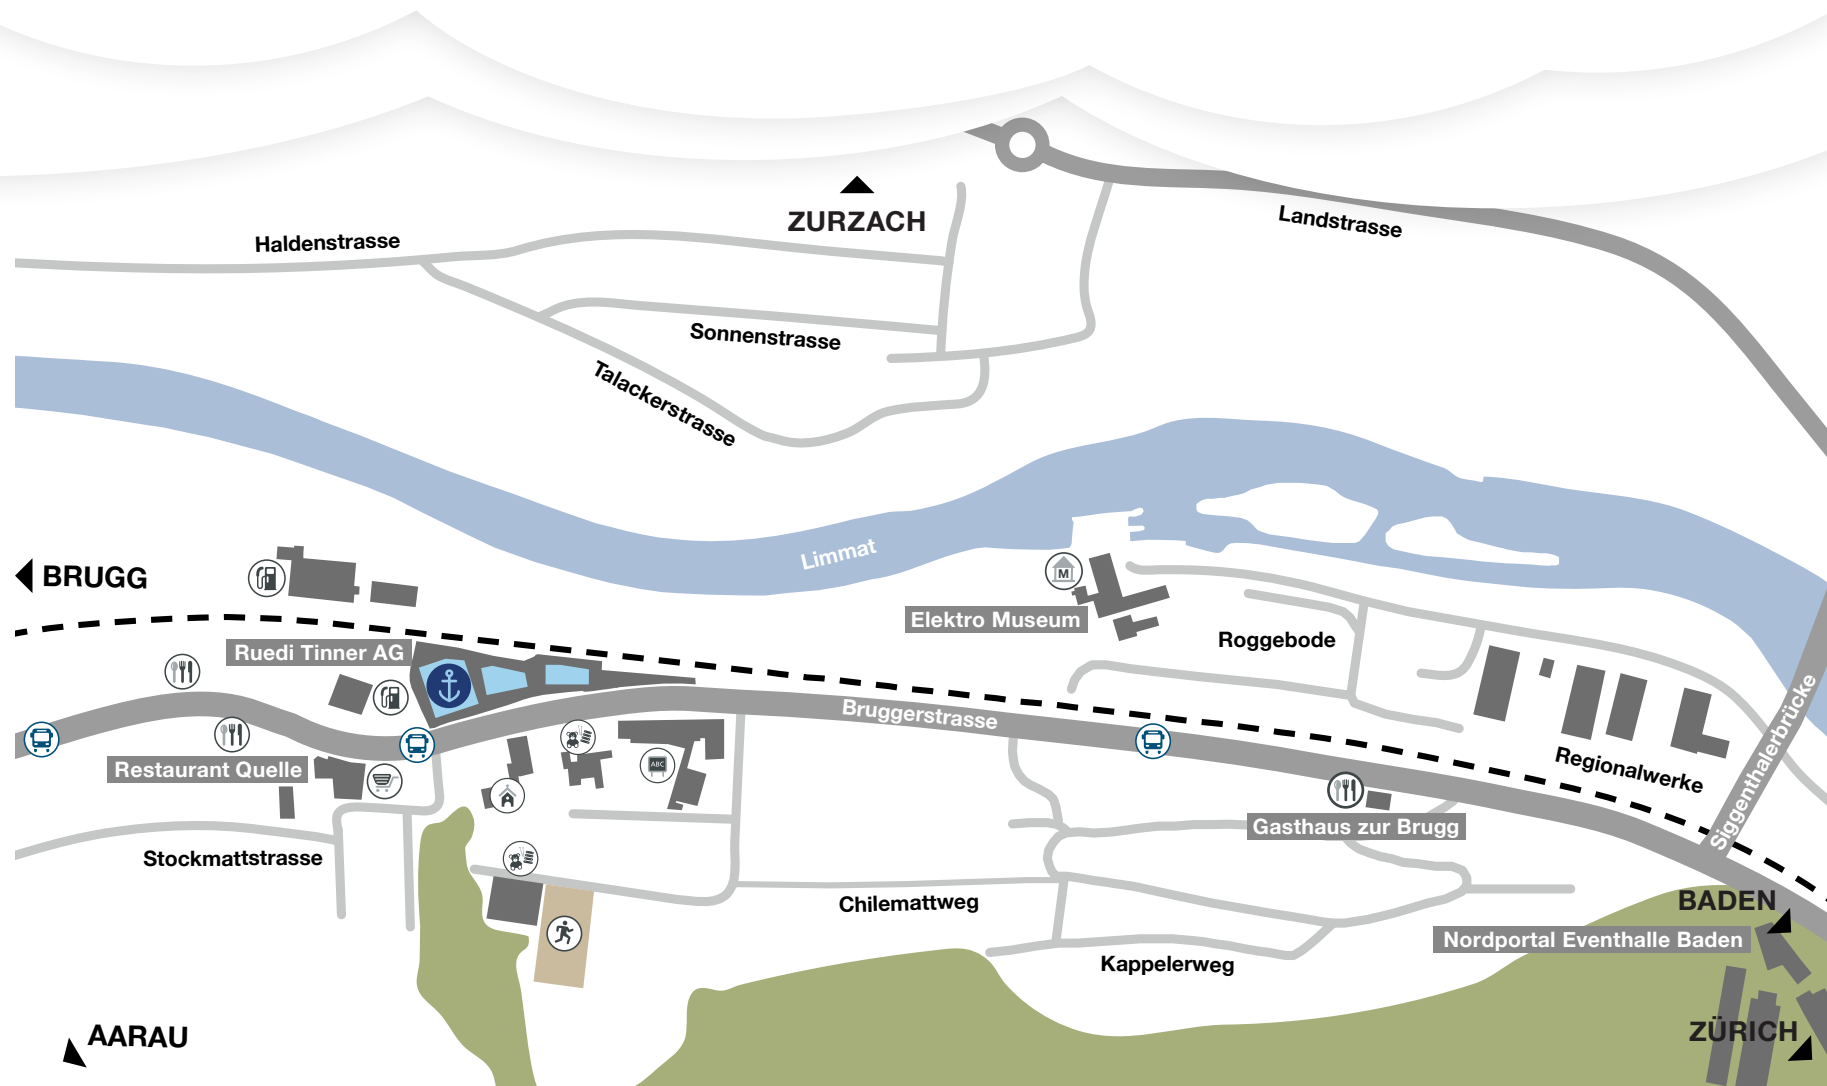 ZURZACH
Landstrasse
Haldenstrasse
Sonnenstrasse
Talackerstrasse
Limmat
BRUGG
M
Elektro Museum
Roggebode
Ruedi Tinner AG
Bruggerstrasse
Siggenthalerbrücke
Regionalwerke
ABC
Restaurant Quelle
Gasthaus zur Brugg
Stockmattstrasse
Chilemattweg
BADEN
Nordportal Eventhalle Baden
Kappelerweg
AARAU
ZÜRICH